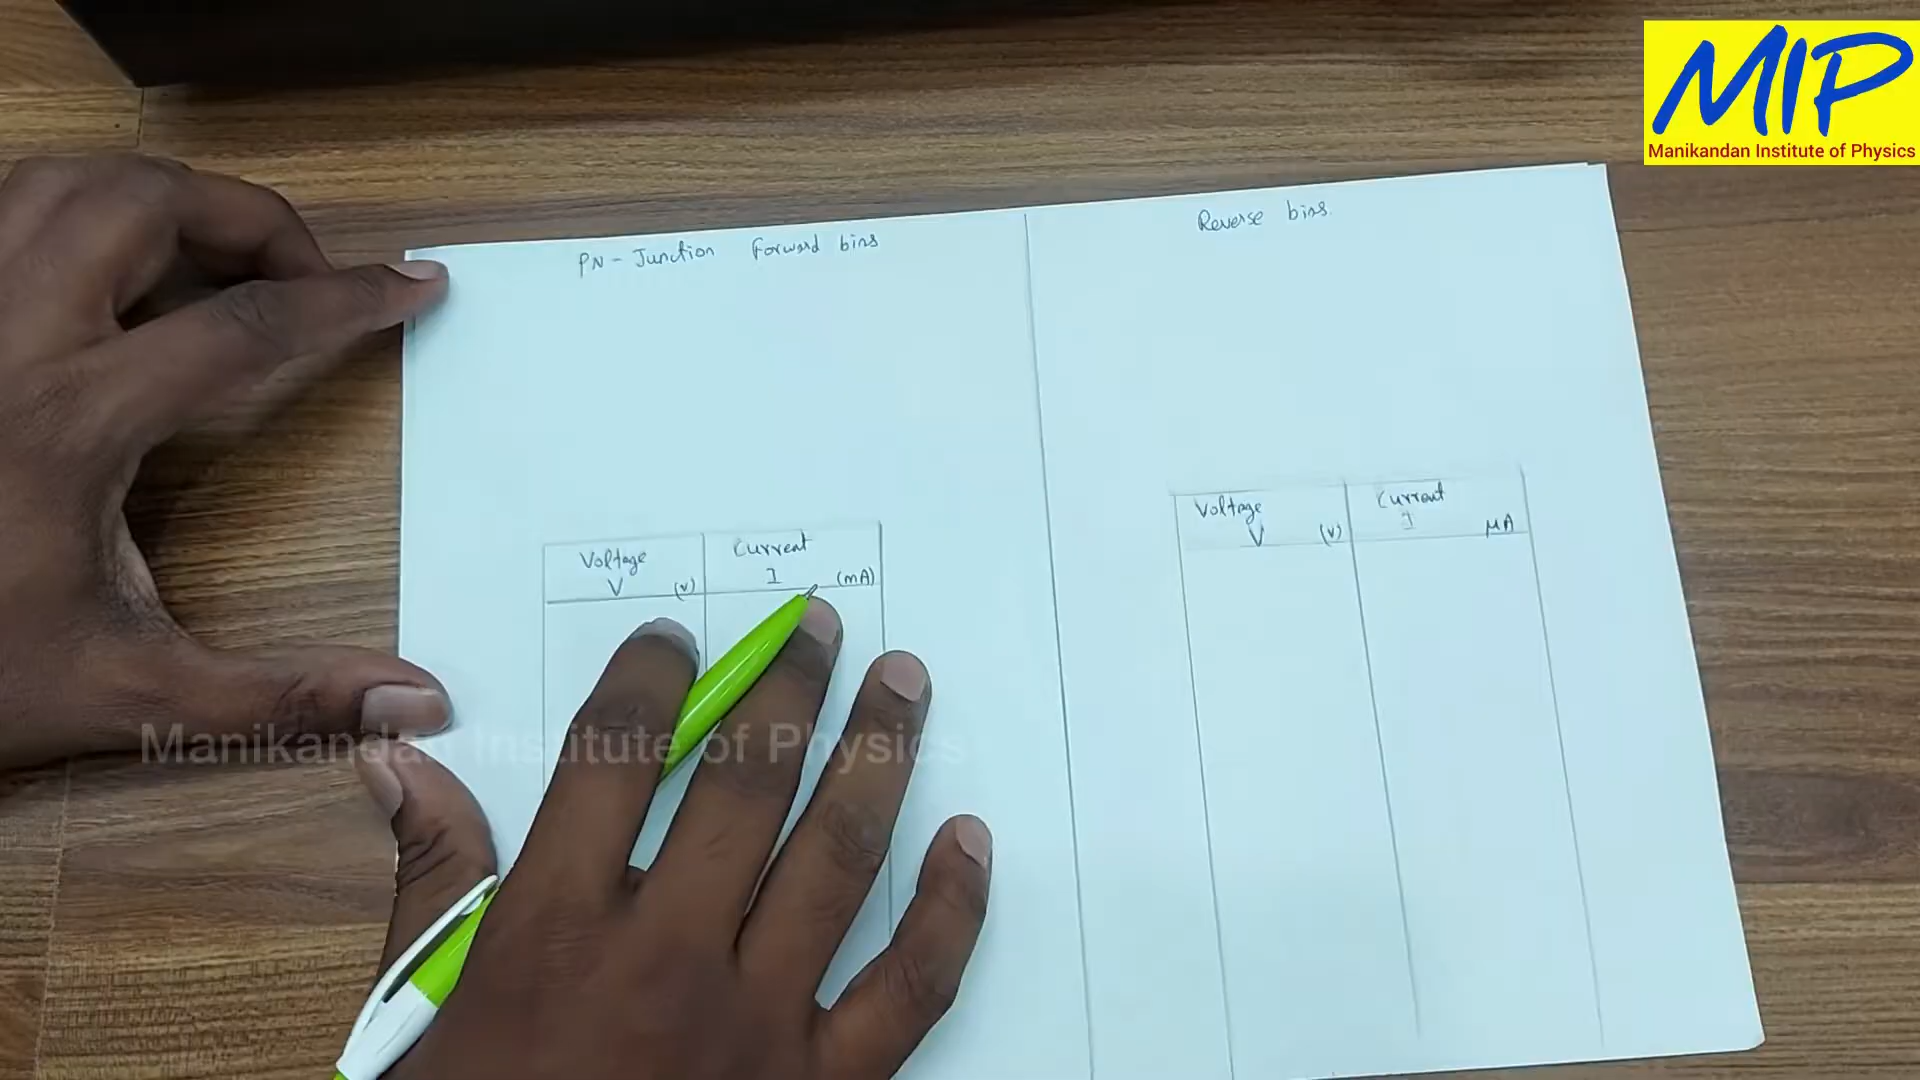 MIP
Manikandan Institute of Physics
PN - Junction Forward bias
Reverse bias.
Voltage
V (V)
Current
I (mA)
Voltage
V (V)
Current
I μA
Manikandan Institute of Physics